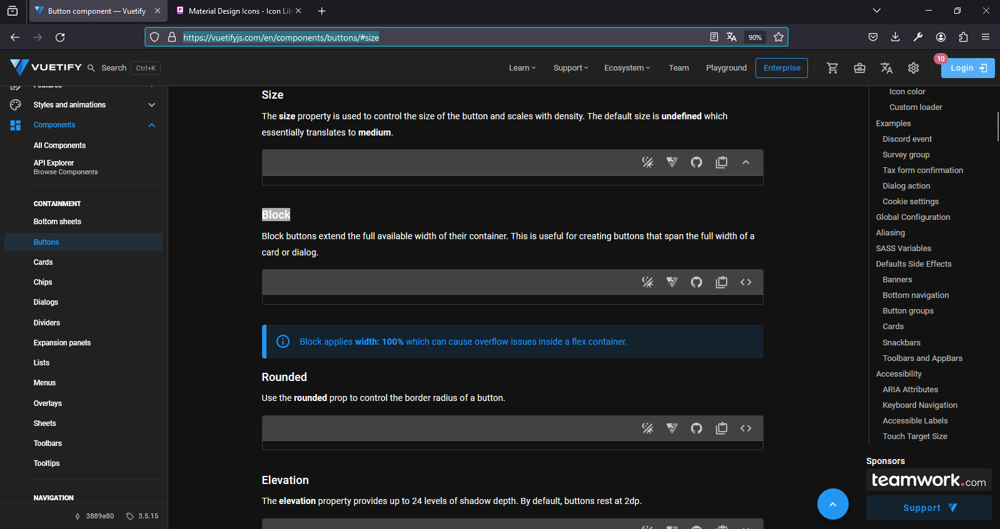 Button component — Vuetify
Material Design Icons - Icon Lib
https://vuetifyjs.com/en/components/buttons/#size
90%
VUETIFY
Search
Ctrl+K
Learn
Support
Ecosystem
Team
Playground
Enterprise
10
Login
Features
Styles and animations
Components
All Components
API Explorer
Browse Components
CONTAINMENT
Bottom sheets
Buttons
Cards
Chips
Dialogs
Dividers
Expansion panels
Lists
Menus
Overlays
Sheets
Toolbars
Tooltips
NAVIGATION
3889a80
3.5.15
Size
The size property is used to control the size of the button and scales with density. The default size is undefined which
essentially translates to medium.
Block
Block buttons extend the full available width of their container. This is useful for creating buttons that span the full width of a
card or dialog.
Block applies width: 100% which can cause overflow issues inside a flex container.
Rounded
Use the rounded prop to control the border radius of a button.
Elevation
The elevation property provides up to 24 levels of shadow depth. By default, buttons rest at 2dp.
Icon color
Custom loader
Examples
Discord event
Survey group
Tax form confirmation
Dialog action
Cookie settings
Global Configuration
Aliasing
SASS Variables
Defaults Side Effects
Banners
Bottom navigation
Button groups
Cards
Snackbars
Toolbars and AppBars
Accessibility
ARIA Attributes
Keyboard Navigation
Accessible Labels
Touch Target Size
Sponsors
teamwork.com
Support